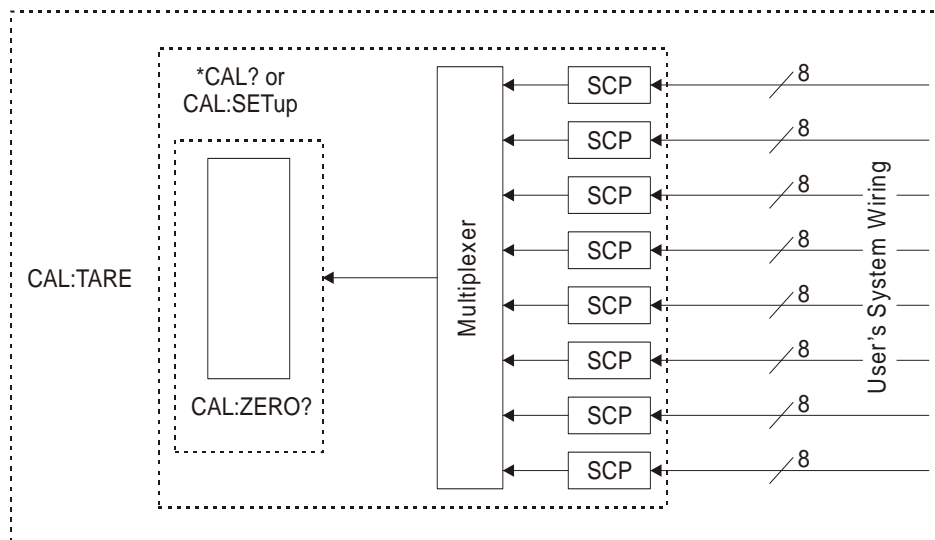 *CAL? or
CAL:SETup
CAL:TARE
CAL:ZERO?
Multiplexer
SCP
8
SCP
8
SCP
8
SCP
8
SCP
8
SCP
8
SCP
8
SCP
8
User's System Wiring